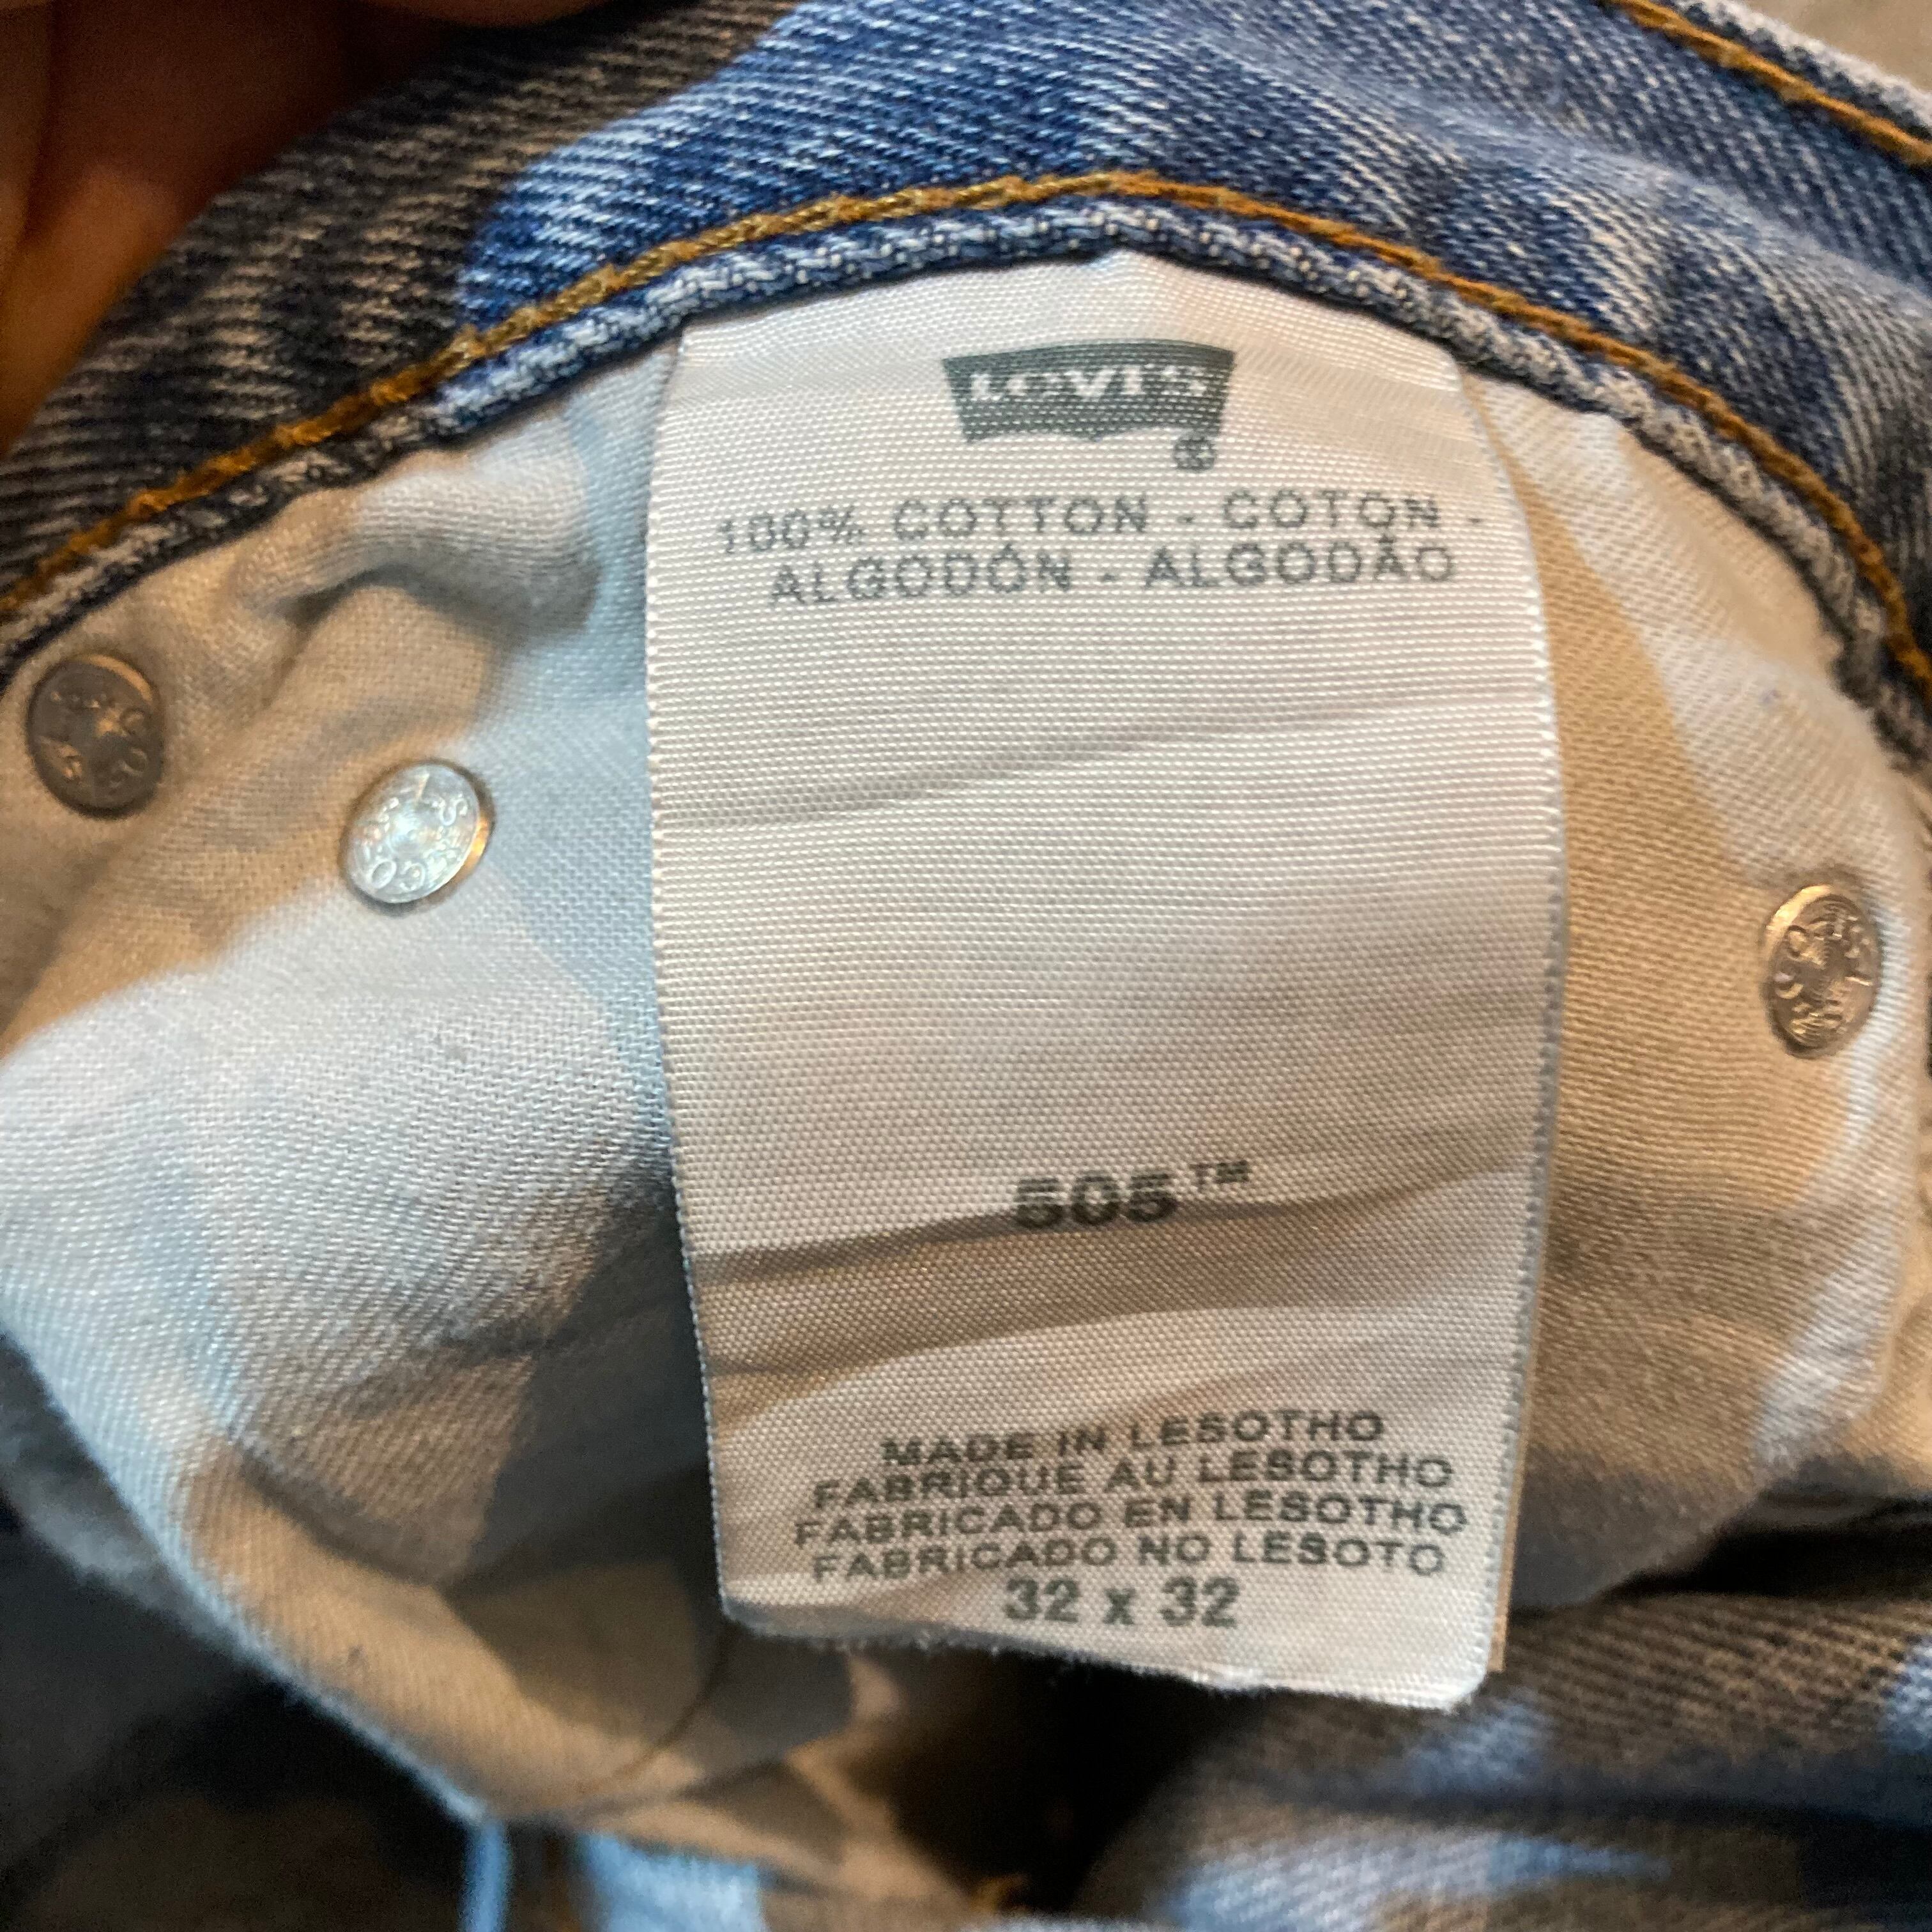 LEVI'S
®
100% COTTON - COTON -
ALGODÓN - ALGODÃO
505™
MADE IN LESOTHO
FABRIQUE AU LESOTHO
FABRICADO EN LESOTHO
FABRICADO NO LESOTO
32 x 32